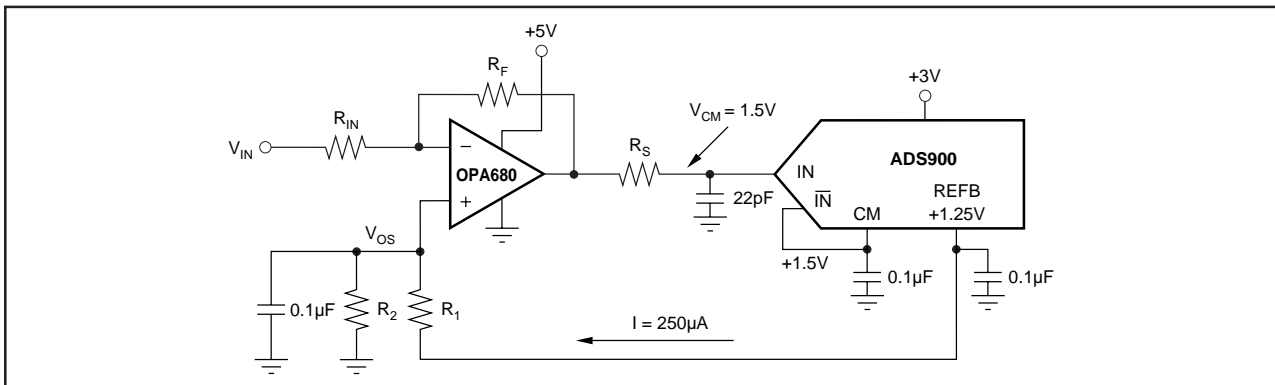 +5V
R_F
+3V
R_IN
V_CM = 1.5V
V_IN
R_S
−
OPA680
ADS900
IN
+
22pF
IN̅
REFB
CM
+1.25V
V_OS
+1.5V
0.1µF
0.1µF
0.1µF
R_2
R_1
I = 250µA